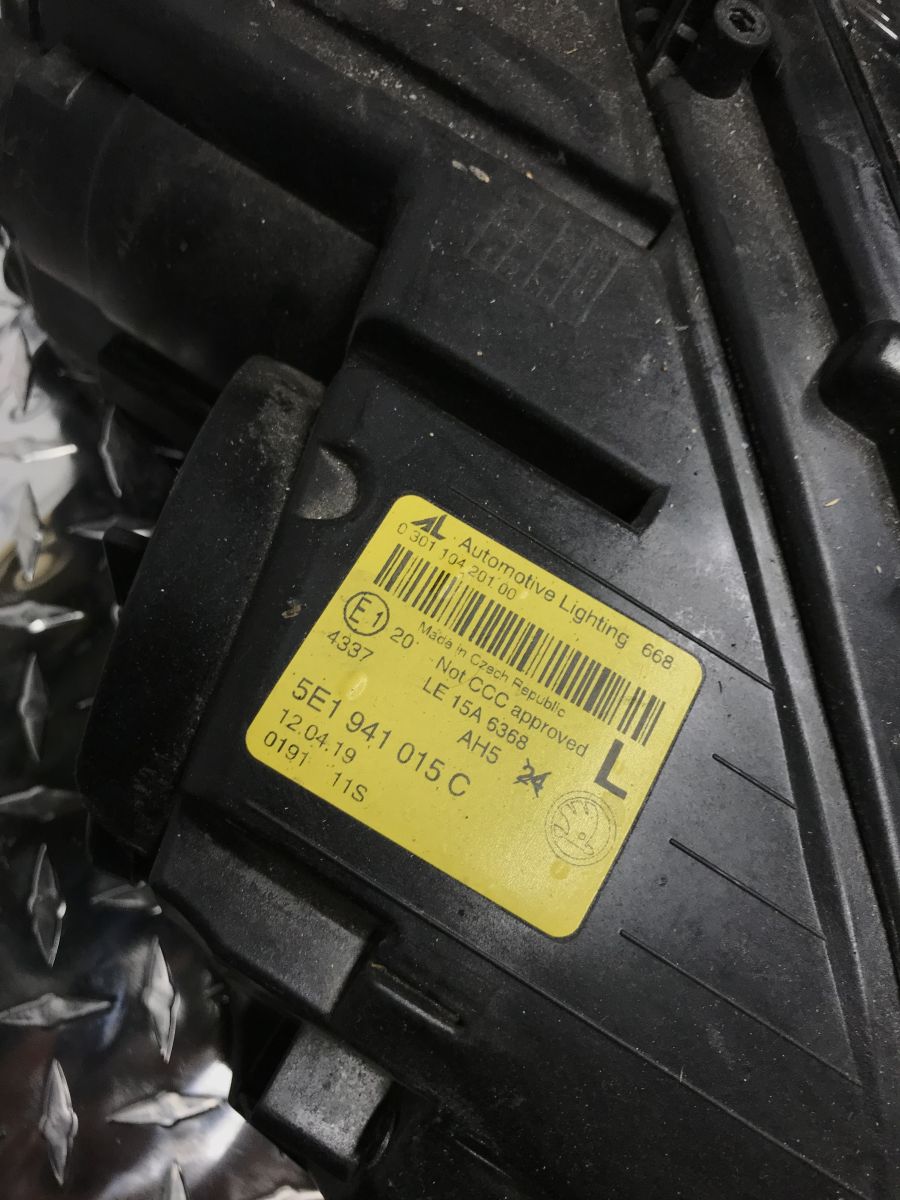 AL Automotive Lighting 668
0 301 104 201 00
E1 20 Made in Czech Republic
4337 Not CCC approved
LE 15A 6368
5E1 941 015 C AH5 24 L
12.04.19
0191 11S